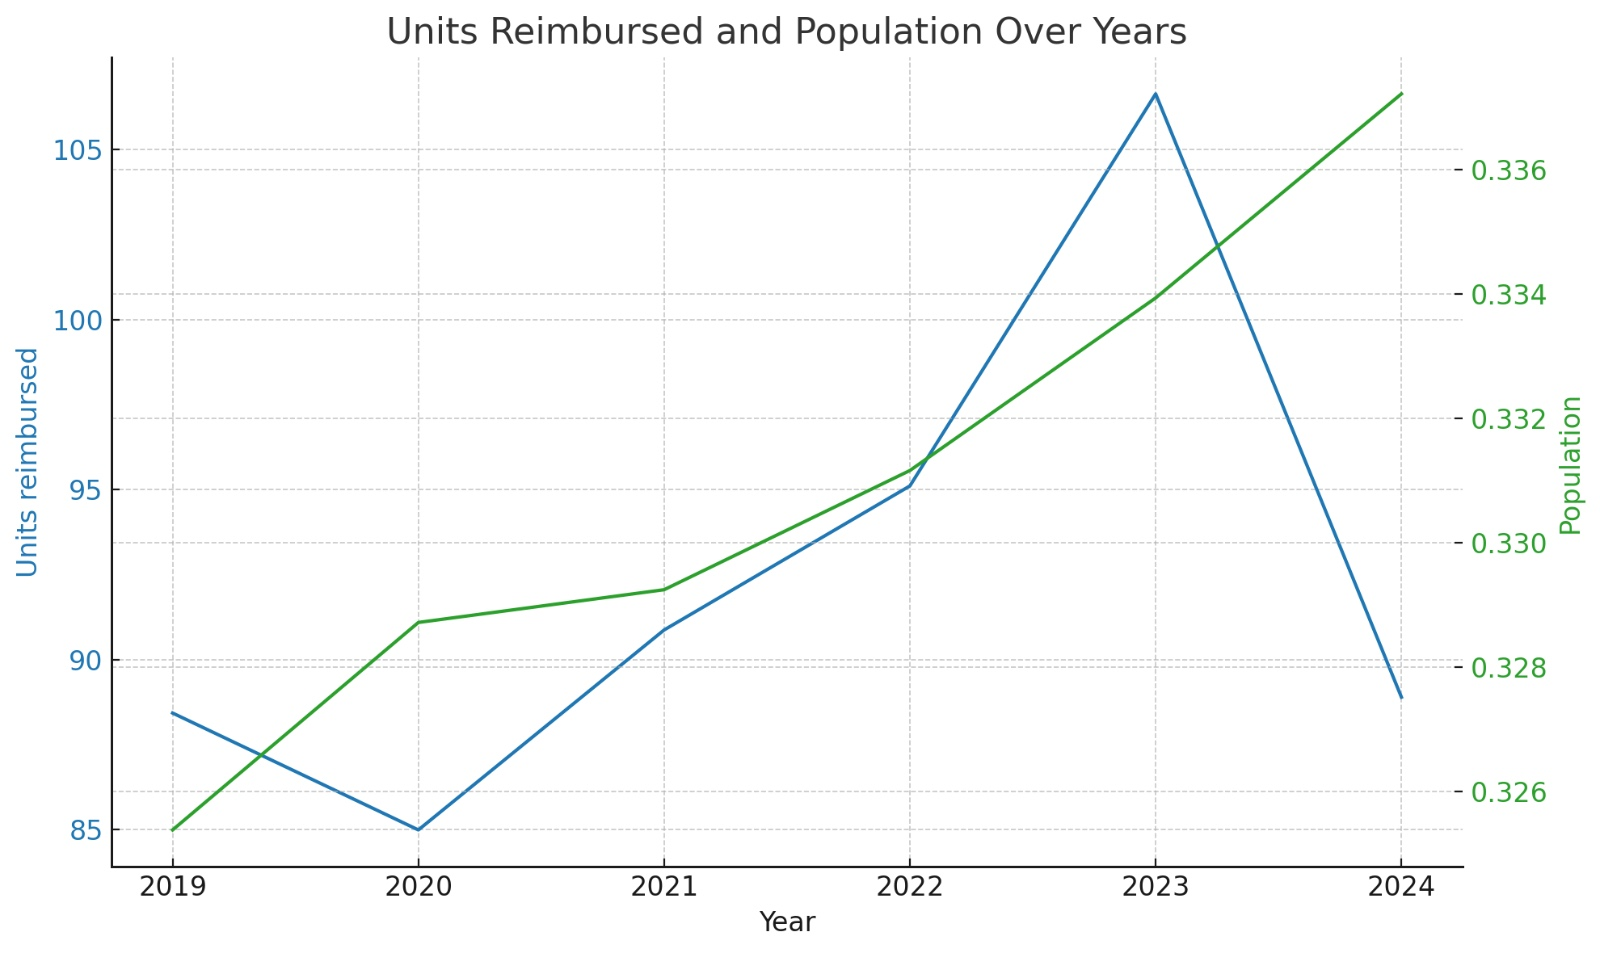 Units Reimbursed and Population Over Years
Units reimbursed
105
100
95
90
85
0.336
0.334
0.332
0.330
0.328
0.326
Population
2019 2020 2021 2022 2023 2024
Year